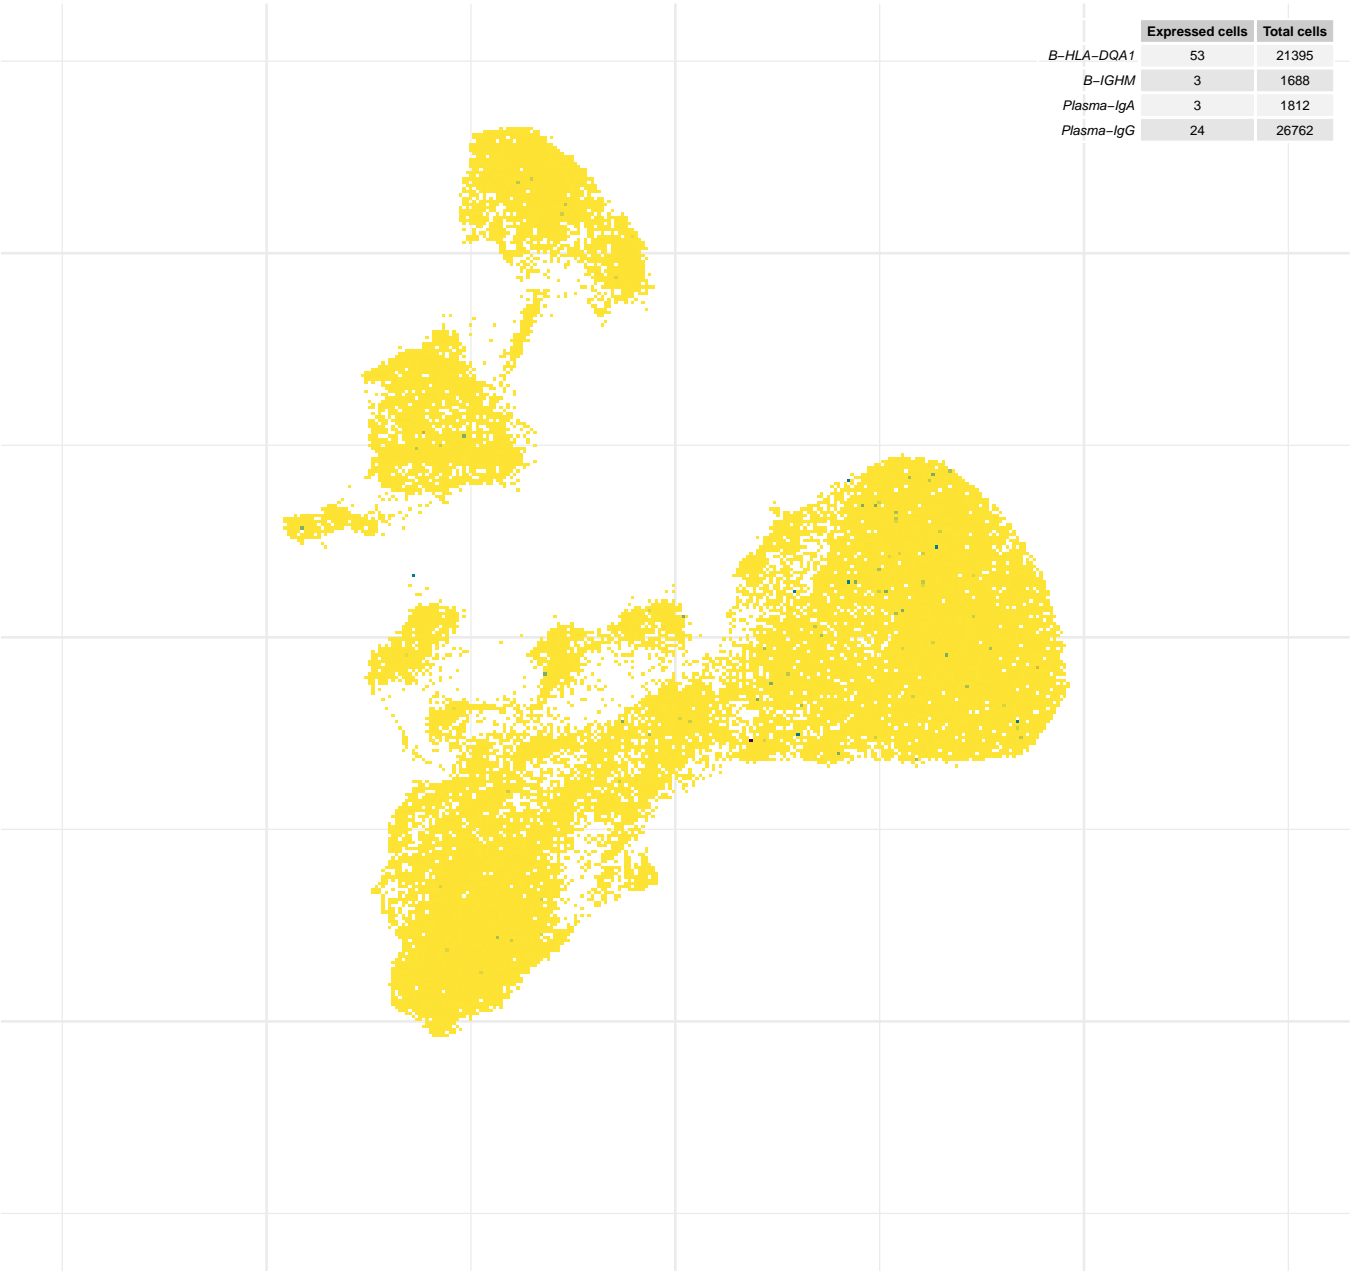 Expressed cells Total cells
B−HLA−DQA1 53 21395
B−IGHM 3 1688
Plasma−IgA 3 1812
Plasma−IgG 24 26762